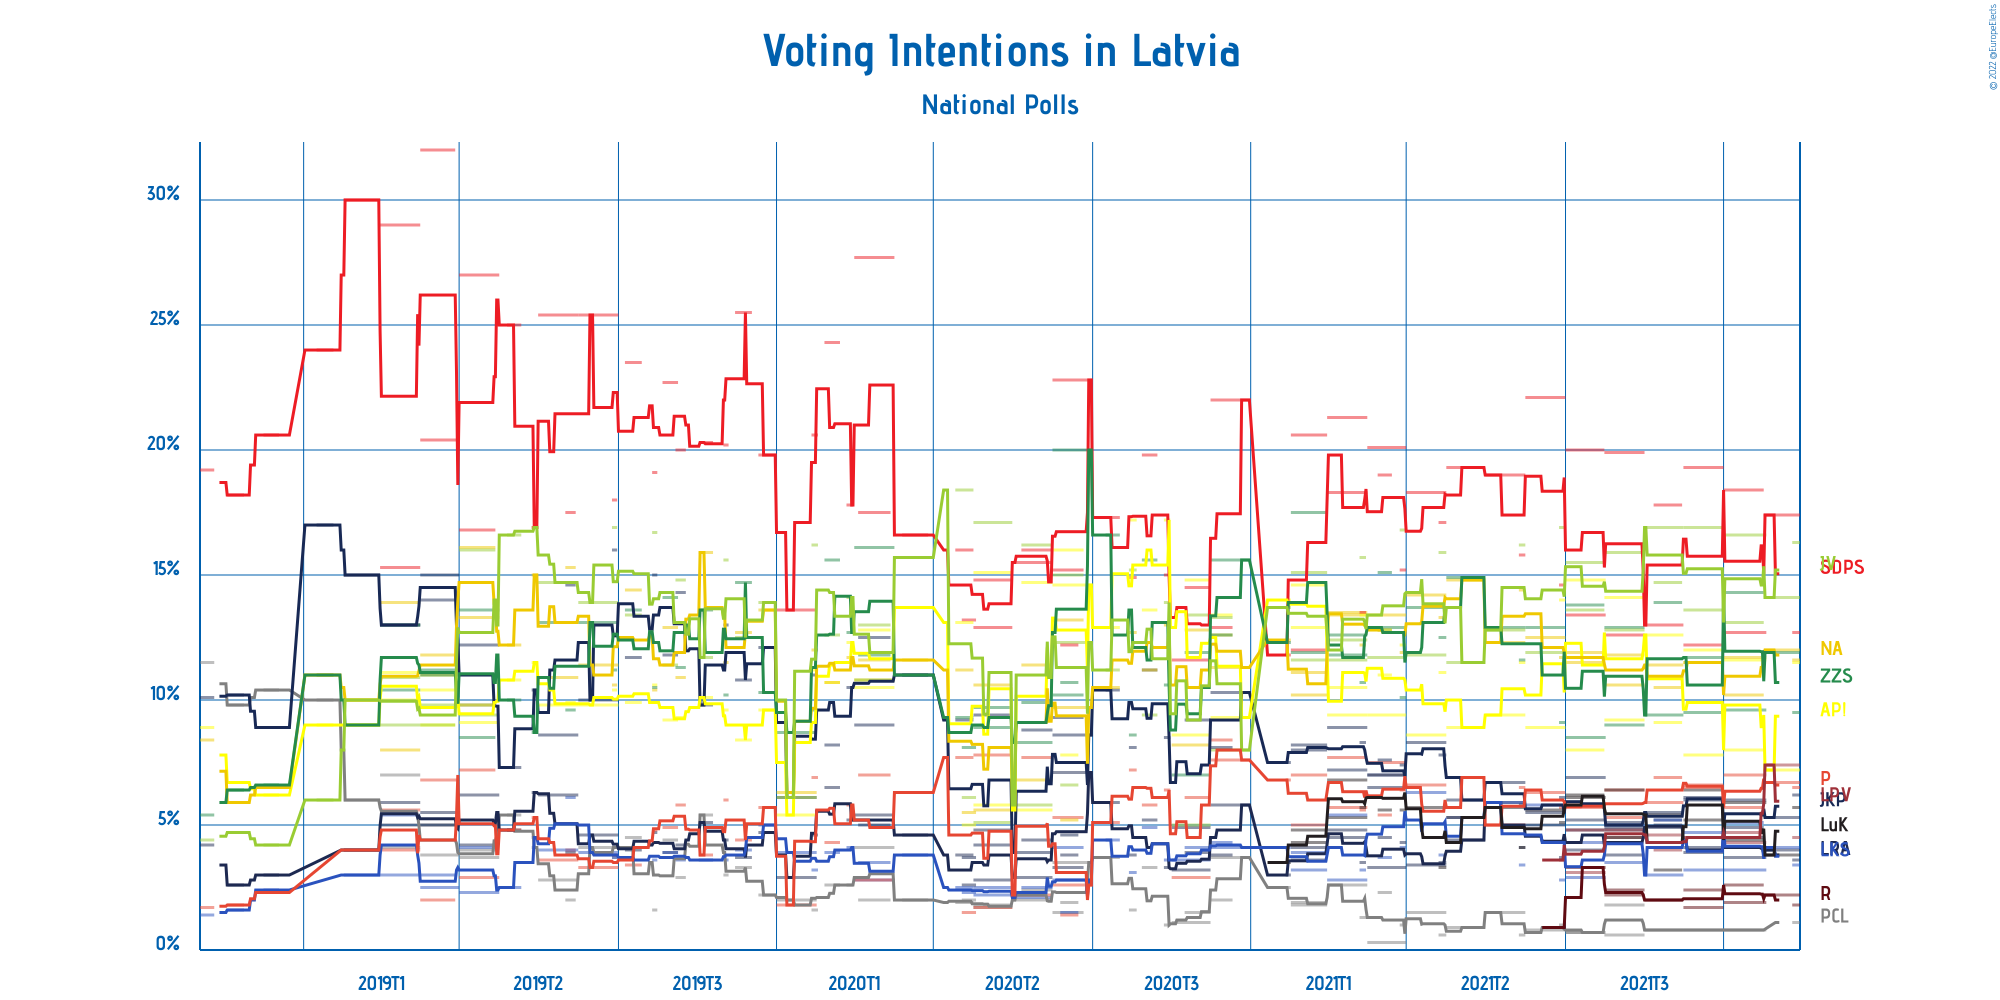 © 2022 @EuropeElects
Voting Intentions in Latvia
National Polls
30%
25%
20%
15%
10%
5%
0%
SDPS
NA
ZZS
API
P
JKP
LuK
LRA
R
PCL
2019T1
2019T2
2019T3
2020T1
2020T2
2020T3
2021T1
2021T2
2021T3